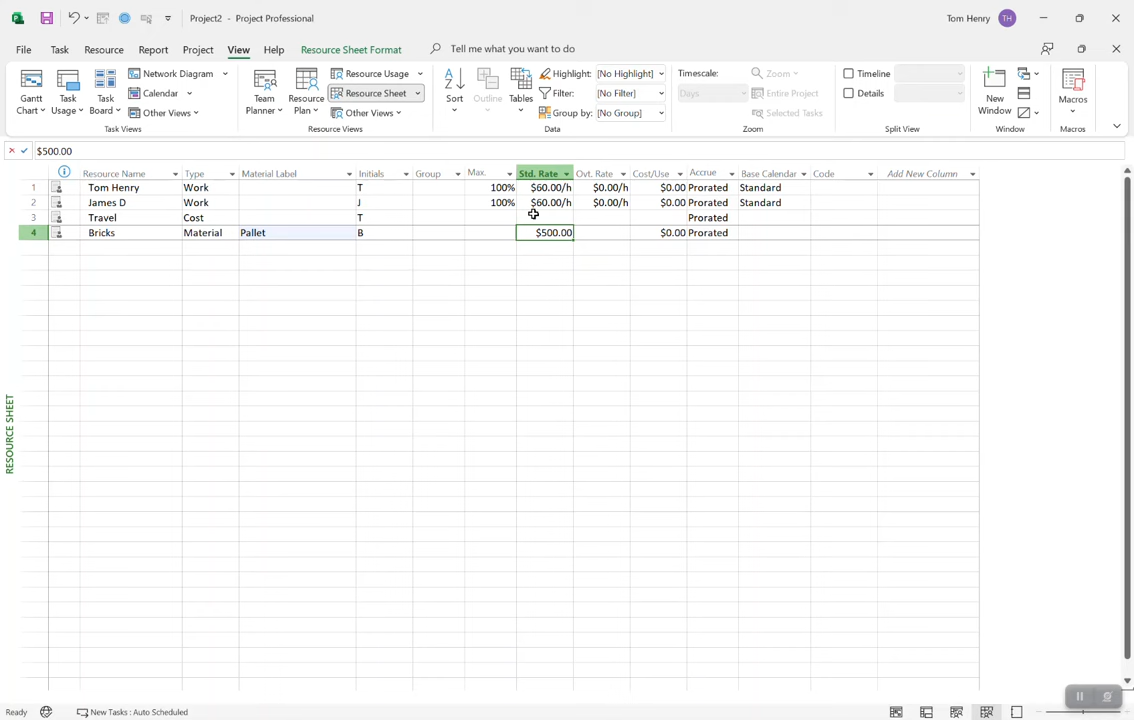 Project2 - Project Professional
Tom Henry TH
File Task Resource Report Project View Help Resource Sheet Format Tell me what you want to do
Gantt Chart
Task Usage
Task Board
Network Diagram
Calendar
Other Views
Task Views
Team Planner
Resource Plan
Resource Usage
Resource Sheet
Other Views
Resource Views
Sort
Outline
Tables
Highlight: [No Highlight]
Filter: [No Filter]
Group by: [No Group]
Data
Timescale:
Days
Zoom
Entire Project
Selected Tasks
Zoom
Timeline
Details
Split View
New Window
Window
Macros
Macros
$500.00
Resource Name Type Material Label Initials Group Max. Std. Rate Ovt. Rate Cost/Use Accrue Base Calendar Code Add New Column
1 Tom Henry Work T 100% $60.00/h $0.00/h $0.00 Prorated Standard
2 James D Work J 100% $60.00/h $0.00/h $0.00 Prorated Standard
3 Travel Cost T Prorated
4 Bricks Material Pallet B $500.00 $0.00 Prorated
RESOURCE SHEET
Ready New Tasks : Auto Scheduled